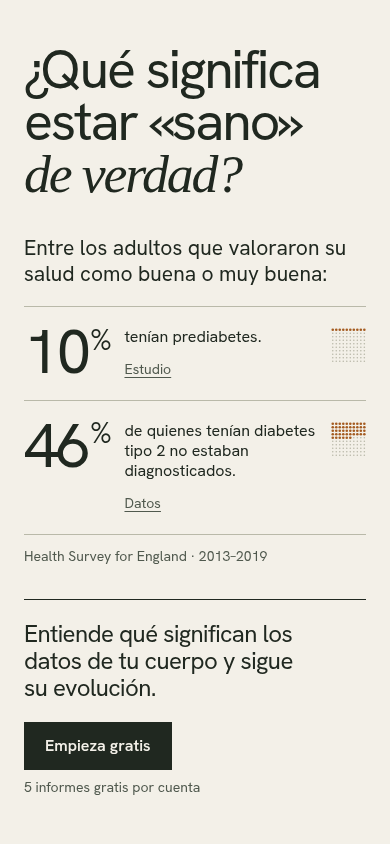 ¿Qué significa
estar «sano»
de verdad?
Entre los adultos que valoraron su
salud como buena o muy buena:
10%
tenían prediabetes.
Estudio
46%
de quienes tenían diabetes
tipo 2 no estaban
diagnosticados.
Datos
Health Survey for England · 2013–2019
Entiende qué significan los
datos de tu cuerpo y sigue
su evolución.
Empieza gratis
5 informes gratis por cuenta